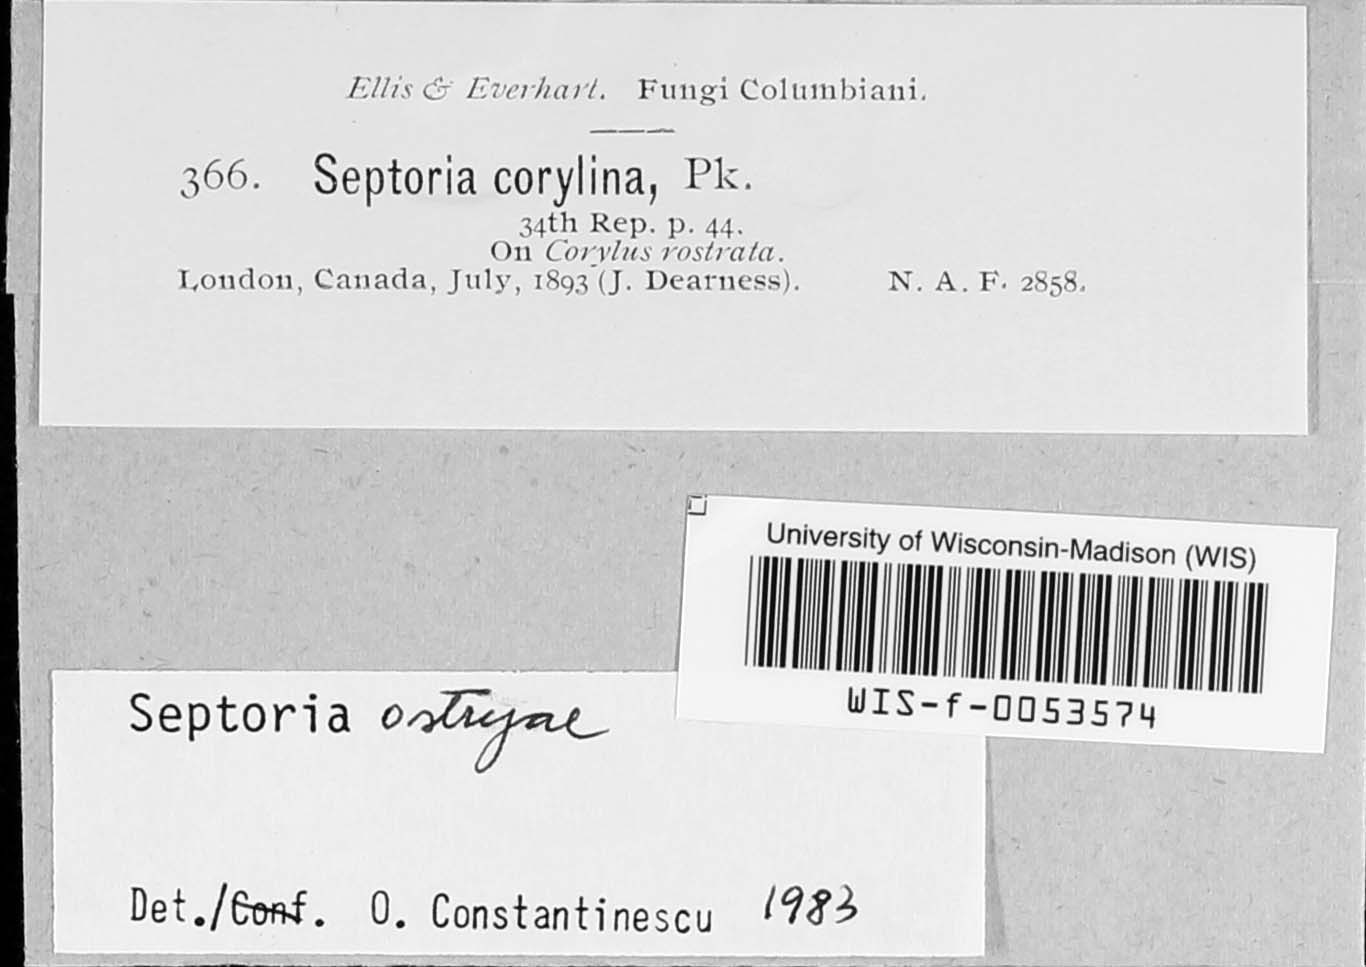 Ellis & Everhart. Fungi Columbiani.
366. Septoria corylina, Pk.
34th Rep. p. 44.
On Corylus rostrata.
London, Canada, July, 1893 (J. Dearness). N. A. F. 2858.
University of Wisconsin-Madison (WIS)
WIS-f-0053574
Septoria ostryae
Det./Conf. O. Constantinescu 1983